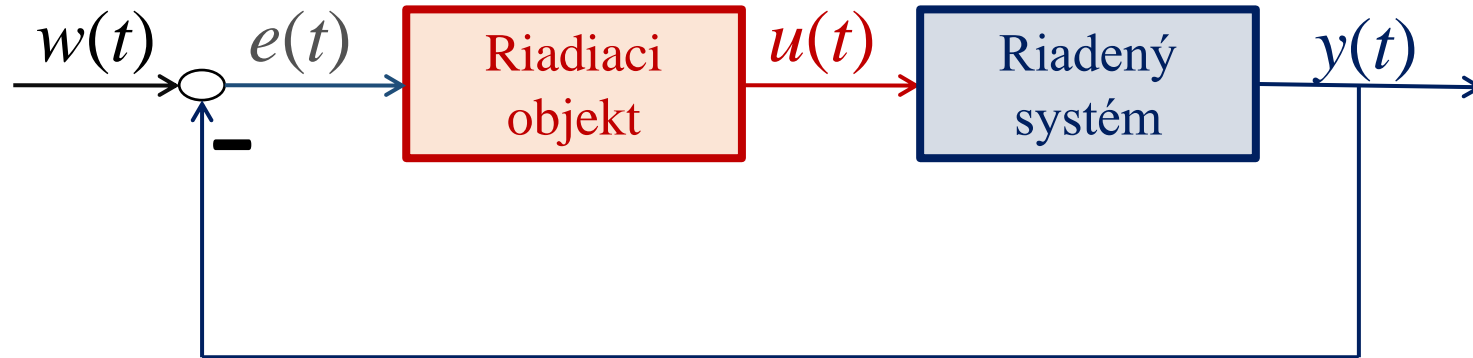 w(t)
e(t)
Riadiaci
objekt
u(t)
Riadený
systém
y(t)
-